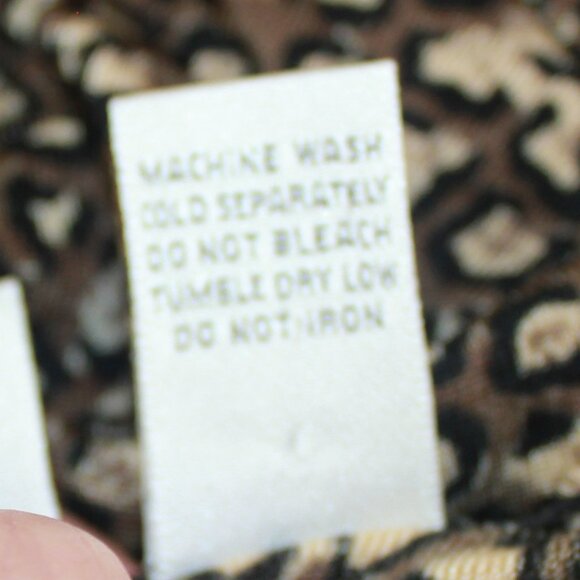 MACHINE WASH
COLD SEPARATELY
DO NOT BLEACH
TUMBLE DRY LOW
DO NOT IRON